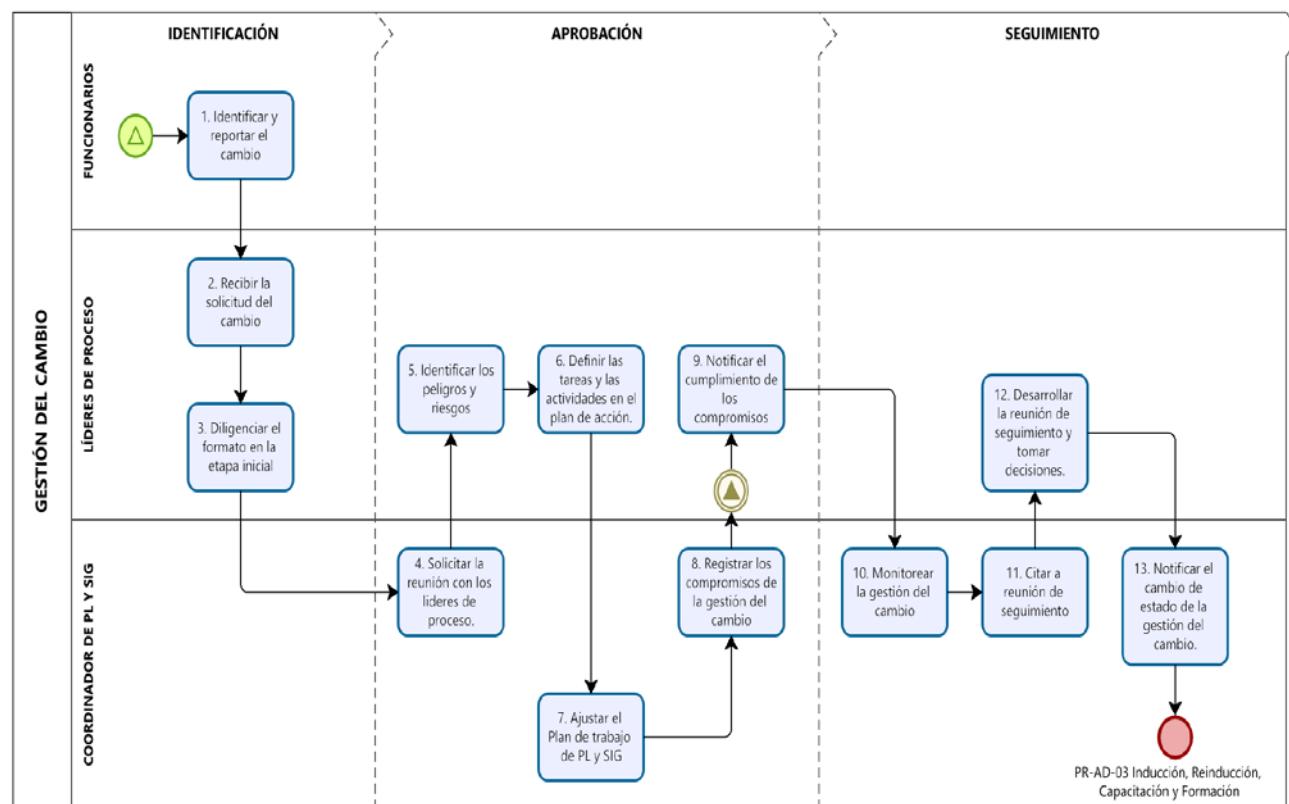 IDENTIFICACIÓN
APROBACIÓN
SEGUIMIENTO
GESTIÓN DEL CAMBIO
FUNCIONARIOS
1. Identificar y
reportar el
cambio
LÍDERES DE PROCESO
2. Recibir la
solicitud del
cambio
3. Diligenciar el
formato en la
etapa inicial
5. Identificar los
peligros y
riesgos
6. Definir las
tareas y las
actividades en el
plan de acción.
9. Notificar el
cumplimiento de
los
compromisos
12. Desarrollar
la reunión de
seguimiento y
tomar
decisiones.
COORDINADOR DE PL Y SIG
4. Solicitar la
reunión con los
lideres de
proceso.
7. Ajustar el
Plan de trabajo
de PL y SIG
8. Registrar los
compromisos de
la gestión del
cambio
10. Monitorear
la gestión del
cambio
11. Citar a
reunión de
seguimiento
13. Notificar el
cambio de
estado de la
gestión del
cambio.
PR-AD-03 Inducción, Reinducción,
Capacitación y Formación